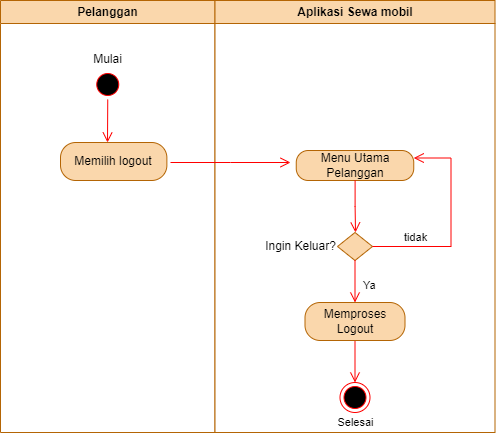 Pelanggan
Aplikasi Sewa mobil
Mulai
Memilih logout
Menu Utama
Pelanggan
Ingin Keluar?
tidak
Ya
Memproses
Logout
Selesai